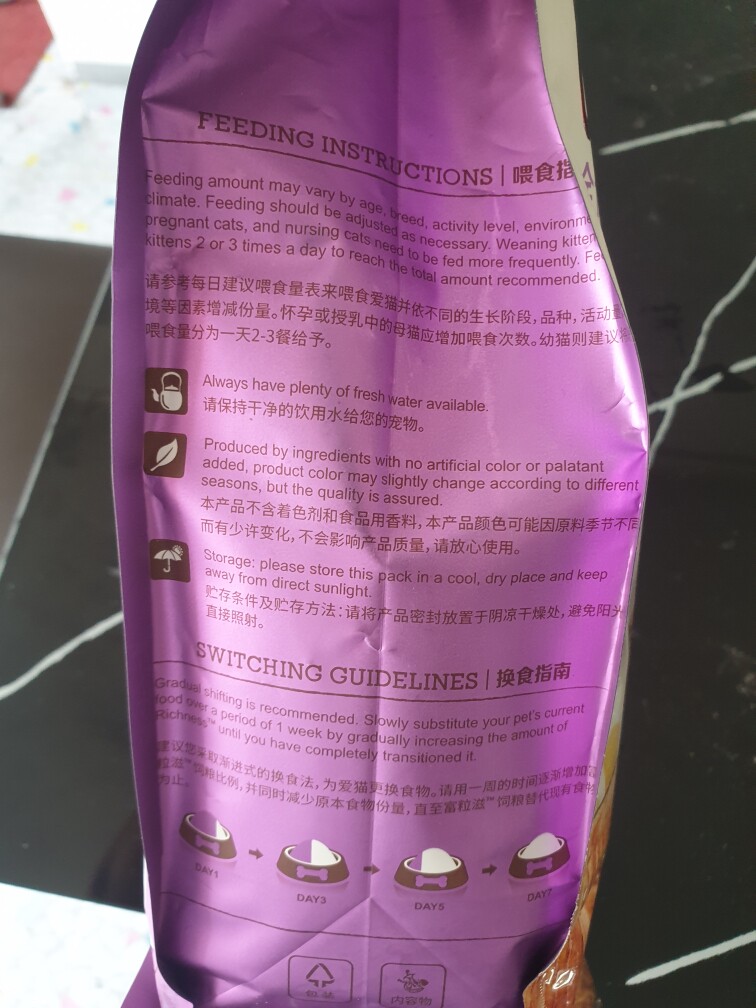 FEEDING INSTRUCTIONS | 喂食指
Feeding amount may vary by age, breed, activity level, environme
climate. Feeding should be adjusted as necessary. Weaning kitten
pregnant cats, and nursing cats need to be fed more frequently. Fe
kittens 2 or 3 times a day to reach the total amount recommended.
请参考每日建议喂食量表来喂食爱猫并依不同的生长阶段, 品种, 活动量
境等因素增减份量。怀孕或授乳中的母猫应增加喂食次数。幼猫则建议将
喂食量分为一天2-3餐给予。
Always have plenty of fresh water available.
请保持干净的饮用水给您的宠物。
Produced by ingredients with no artificial color or palatant
added, product color may slightly change according to different
seasons, but the quality is assured.
本产品不含着色剂和食品用香料, 本产品颜色可能因原料季节不同
而有少许变化, 不会影响产品质量, 请放心使用。
Storage: please store this pack in a cool, dry place and keep
away from direct sunlight.
贮存条件及贮存方法: 请将产品密封放置于阴凉干燥处, 避免阳光
直接照射。
SWITCHING GUIDELINES | 换食指南
Gradual shifting is recommended. Slowly substitute your pet's current
food over a period of 1 week by gradually increasing the amount of
Richness™ until you have completely transitioned it.
建议您采取渐进式的换食法, 为爱猫更换食物。请用一周的时间逐渐增加富
粒滋™ 饲粮比例, 并同时减少原本食物份量, 直至富粒滋™ 饲粮替代现有食物
为止。
DAY1
DAY3
DAY5
DAY7
包装
内容物